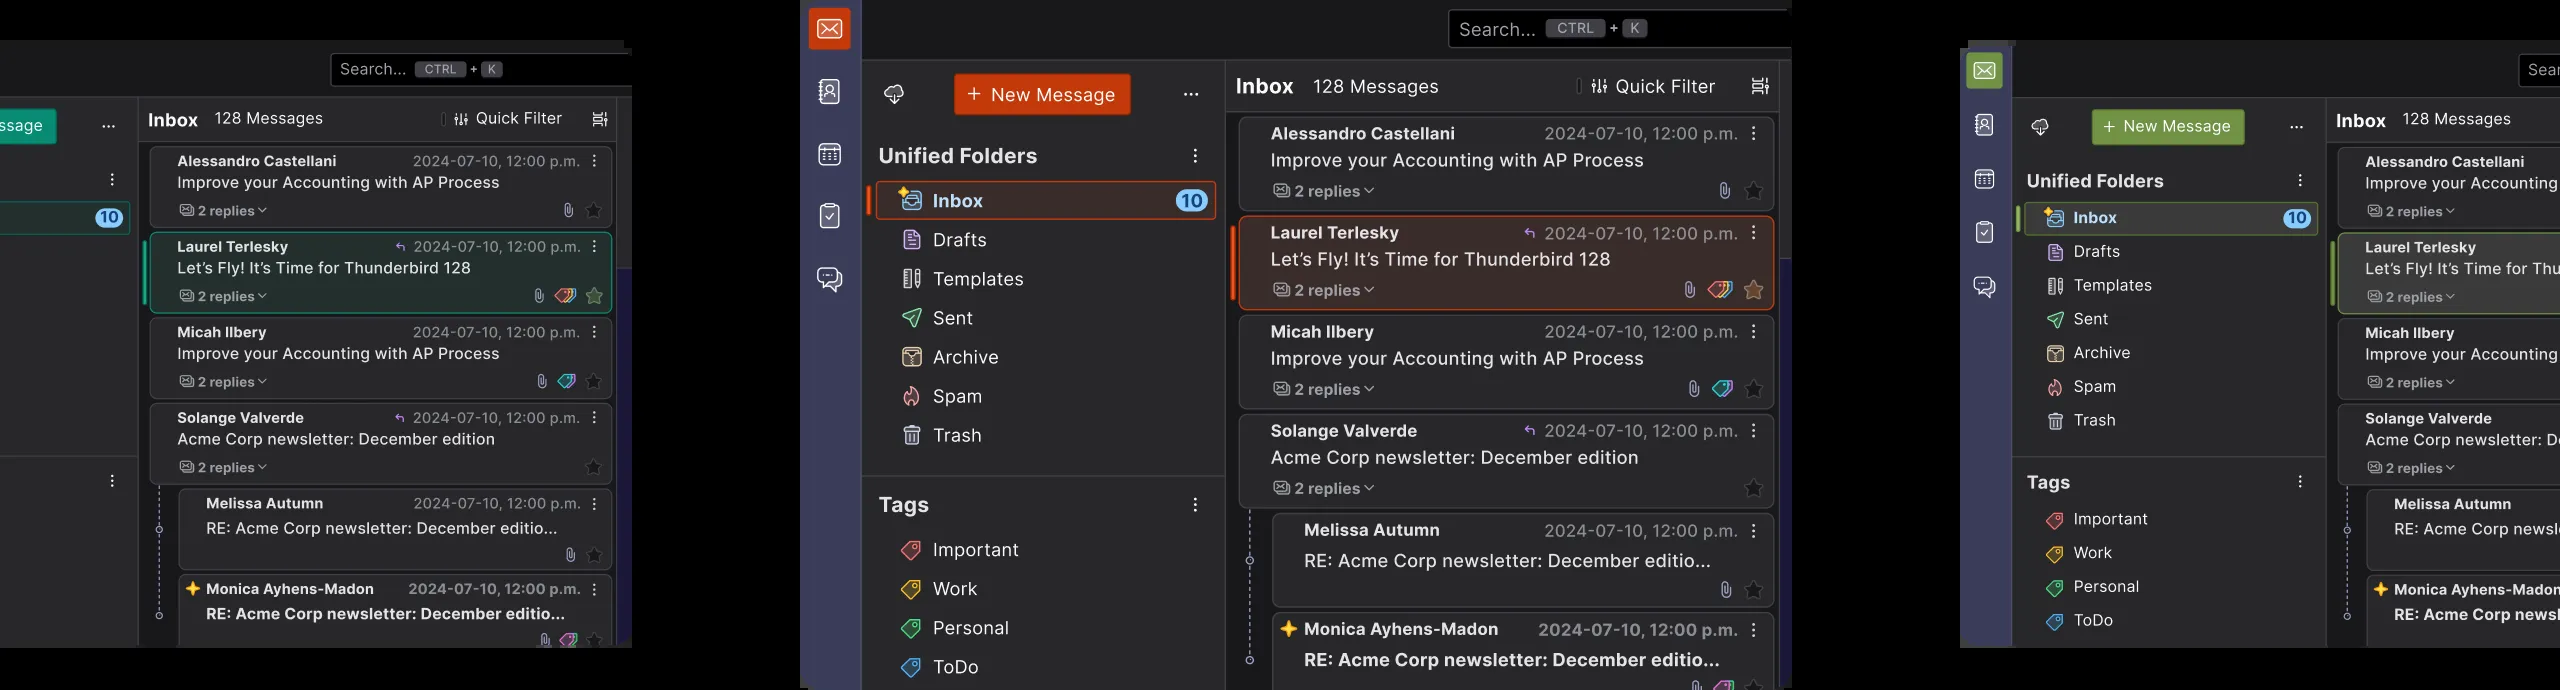 Search... CTRL + K
ssage
Inbox 128 Messages Quick Filter
10
Alessandro Castellani 2024-07-10, 12:00 p.m.
Improve your Accounting with AP Process
2 replies
Laurel Terlesky 2024-07-10, 12:00 p.m.
Let's Fly! It's Time for Thunderbird 128
2 replies
Micah Ilbery 2024-07-10, 12:00 p.m.
Improve your Accounting with AP Process
2 replies
Solange Valverde 2024-07-10, 12:00 p.m.
Acme Corp newsletter: December edition
2 replies
Melissa Autumn 2024-07-10, 12:00 p.m.
RE: Acme Corp newsletter: December editio...
Monica Ayhens-Madon 2024-07-10, 12:00 p.m.
RE: Acme Corp newsletter: December editio...
Search... CTRL + K
+ New Message
Unified Folders
Inbox 10
Drafts
Templates
Sent
Archive
Spam
Trash
Tags
Important
Work
Personal
ToDo
Inbox 128 Messages Quick Filter
Alessandro Castellani 2024-07-10, 12:00 p.m.
Improve your Accounting with AP Process
2 replies
Laurel Terlesky 2024-07-10, 12:00 p.m.
Let's Fly! It's Time for Thunderbird 128
2 replies
Micah Ilbery 2024-07-10, 12:00 p.m.
Improve your Accounting with AP Process
2 replies
Solange Valverde 2024-07-10, 12:00 p.m.
Acme Corp newsletter: December edition
2 replies
Melissa Autumn 2024-07-10, 12:00 p.m.
RE: Acme Corp newsletter: December editio...
Monica Ayhens-Madon 2024-07-10, 12:00 p.m.
RE: Acme Corp newsletter: December editio...
Sear
+ New Message
Unified Folders
Inbox 10
Drafts
Templates
Sent
Archive
Spam
Trash
Tags
Important
Work
Personal
ToDo
Inbox 128 Messages
Alessandro Castellani
Improve your Accounting
2 replies
Laurel Terlesky
Let's Fly! It's Time for Thu
2 replies
Micah Ilbery
Improve your Accounting
2 replies
Solange Valverde
Acme Corp newsletter: D
2 replies
Melissa Autumn
RE: Acme Corp newsl
Monica Ayhens-Madon
RE: Acme Corp newsl